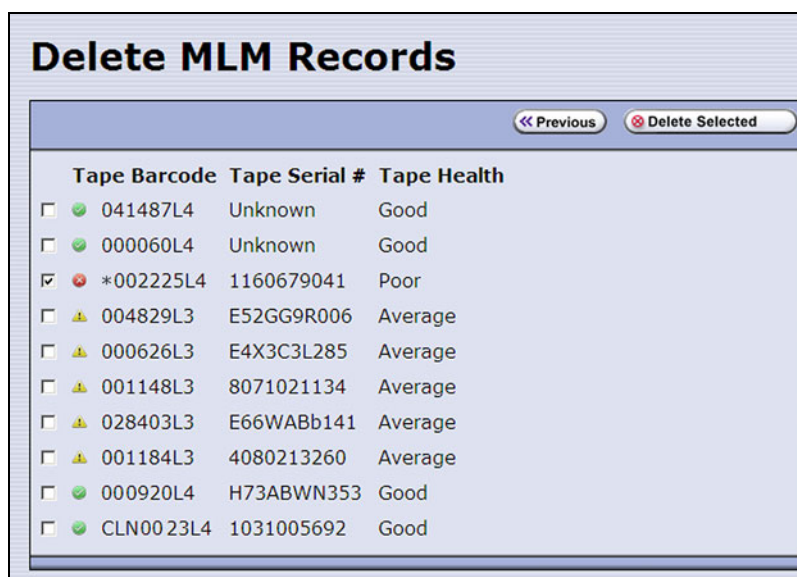 Delete MLM Records
Previous Delete Selected
Tape Barcode Tape Serial # Tape Health
041487L4 Unknown Good
000060L4 Unknown Good
*002225L4 1160679041 Poor
004829L3 E52GG9R006 Average
000626L3 E4X3C3L285 Average
001148L3 8071021134 Average
028403L3 E66WABb141 Average
001184L3 4080213260 Average
000920L4 H73ABWN353 Good
CLN0023L4 1031005692 Good